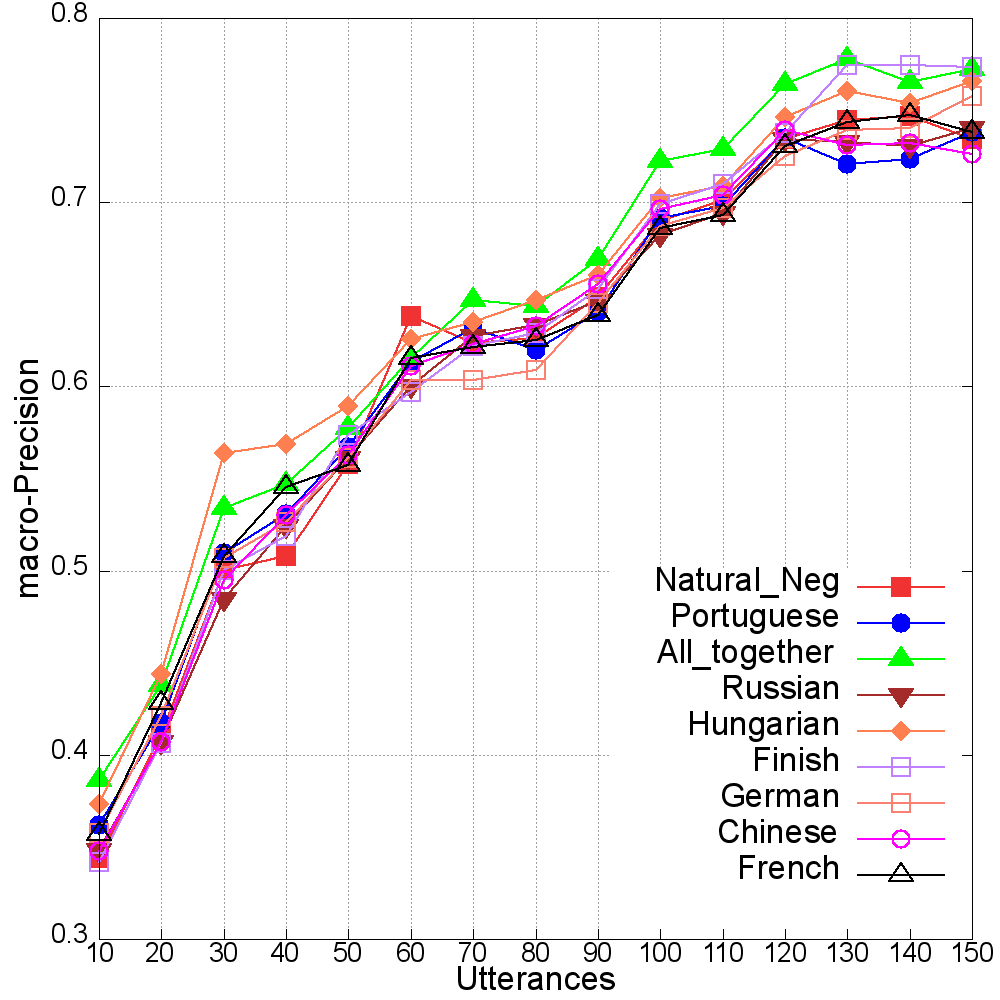 0.8
0.7
0.6
0.5
0.4
0.3
macro-Precision
Natural_Neg
Portuguese
All_together
Russian
Hungarian
Finish
German
Chinese
French
10 20 30 40 50 60 70 80 90 100 110 120 130 140 150
Utterances